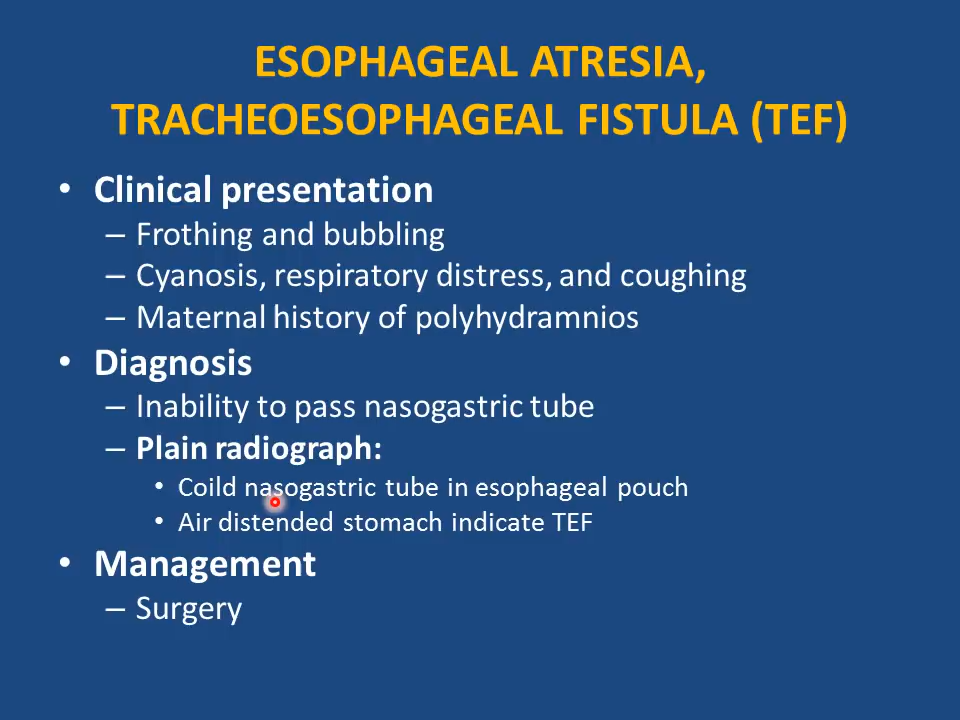 ESOPHAGEAL ATRESIA,
TRACHEOESOPHAGEAL FISTULA (TEF)
• Clinical presentation
– Frothing and bubbling
– Cyanosis, respiratory distress, and coughing
– Maternal history of polyhydramnios
• Diagnosis
– Inability to pass nasogastric tube
– Plain radiograph:
• Coild nasogastric tube in esophageal pouch
• Air distended stomach indicate TEF
• Management
– Surgery